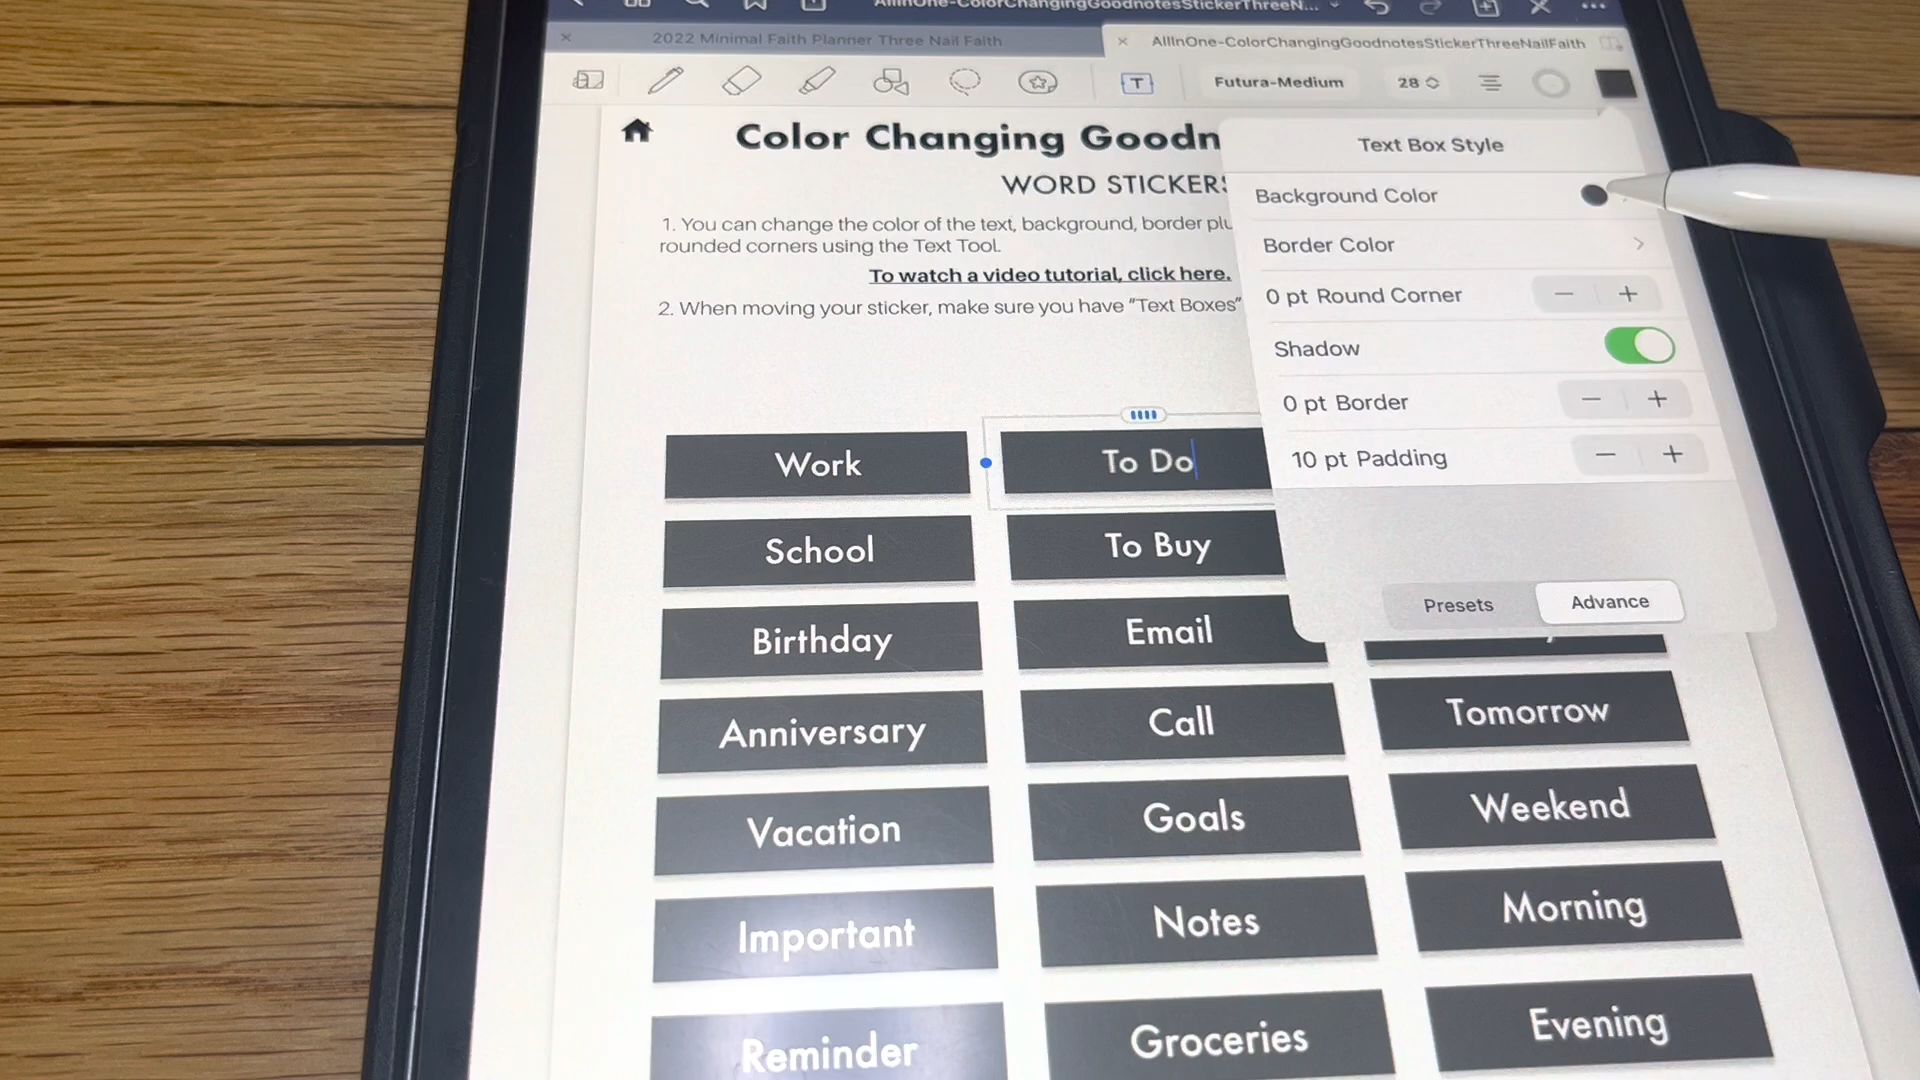 AllInOne-ColorChangingGoodnotesStickerThreeN...
2022 Minimal Faith Planner Three Nail Faith
AllInOne-ColorChangingGoodnotesStickerThreeNailFaith
T
Futura-Medium
28
Color Changing Goodn
WORD STICKERS
1. You can change the color of the text, background, border plu
rounded corners using the Text Tool.
To watch a video tutorial, click here.
2. When moving your sticker, make sure you have "Text Boxes"
Text Box Style
Background Color
Border Color
0 pt Round Corner
Shadow
0 pt Border
10 pt Padding
Presets
Advance
Work
To Do
School
To Buy
Birthday
Email
Anniversary
Call
Tomorrow
Vacation
Goals
Weekend
Important
Notes
Morning
Reminder
Groceries
Evening